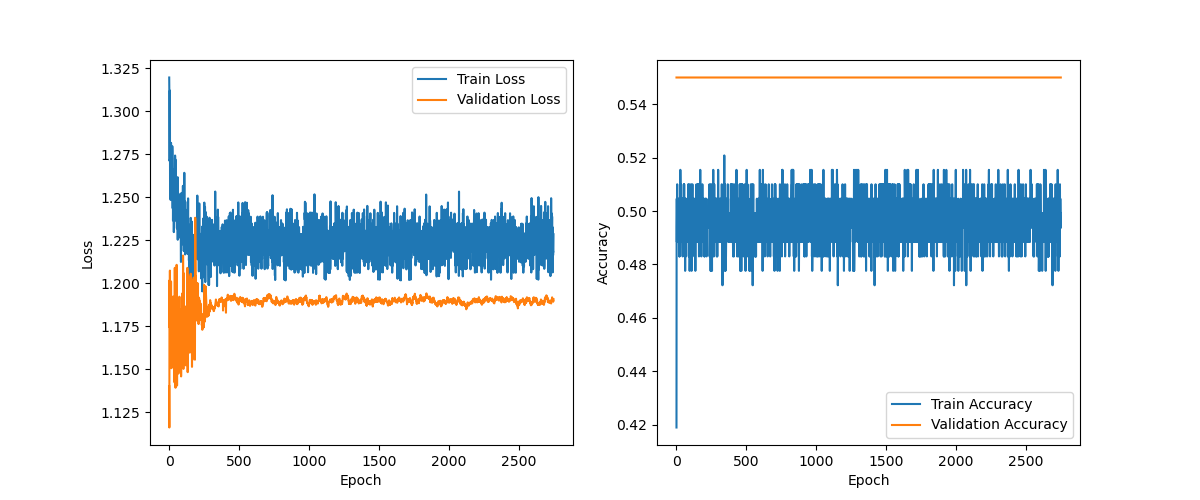 1.325
1.300
1.275
1.250
1.225
1.200
1.175
1.150
1.125
Loss
Train Loss
Validation Loss
0 500 1000 1500 2000 2500
Epoch
0.54
0.52
0.50
0.48
0.46
0.44
0.42
Accuracy
Train Accuracy
Validation Accuracy
0 500 1000 1500 2000 2500
Epoch